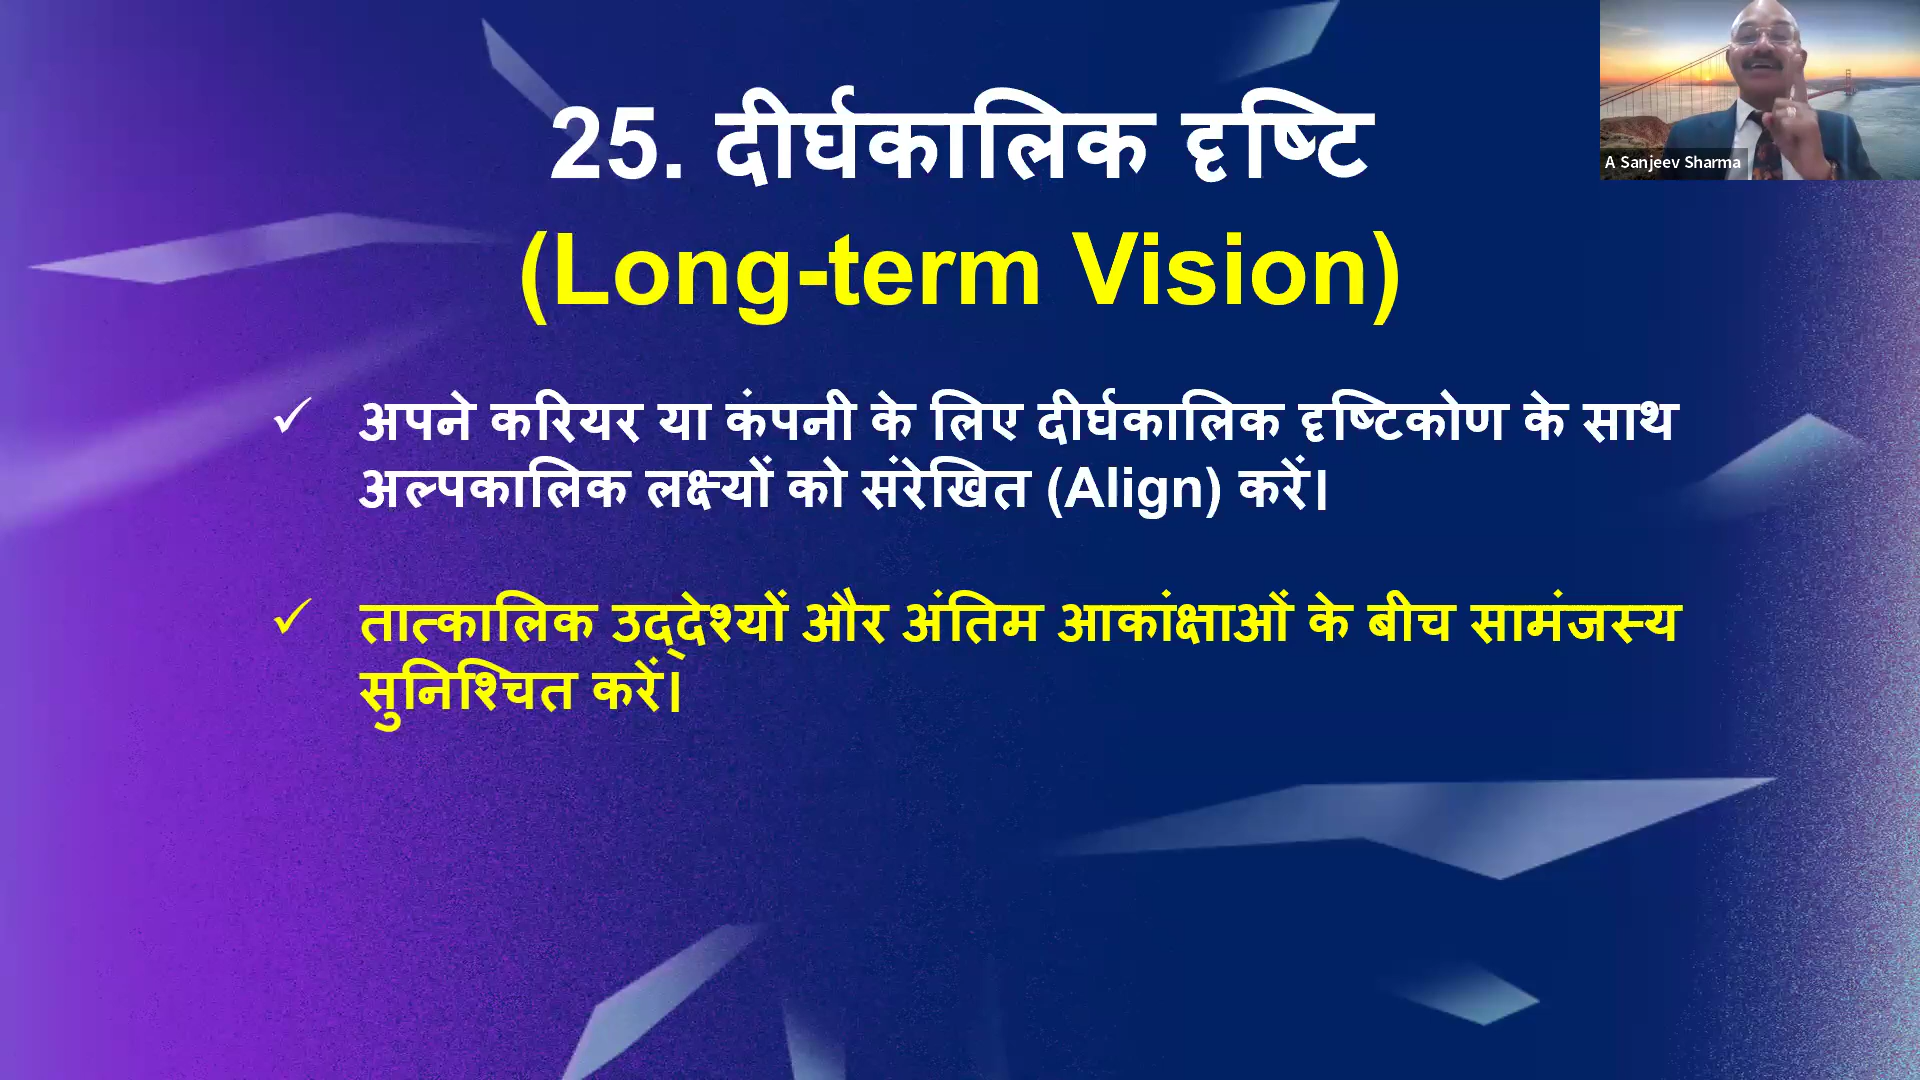 25. दीर्घकालिक दृष्टि
(Long-term Vision)
A Sanjeev Sharma
✓ अपने करियर या कंपनी के लिए दीर्घकालिक दृष्टिकोण के साथ
अल्पकालिक लक्ष्यों को संरेखित (Align) करें।
✓ तात्कालिक उद्देश्यों और अंतिम आकांक्षाओं के बीच सामंजस्य
सुनिश्चित करें।